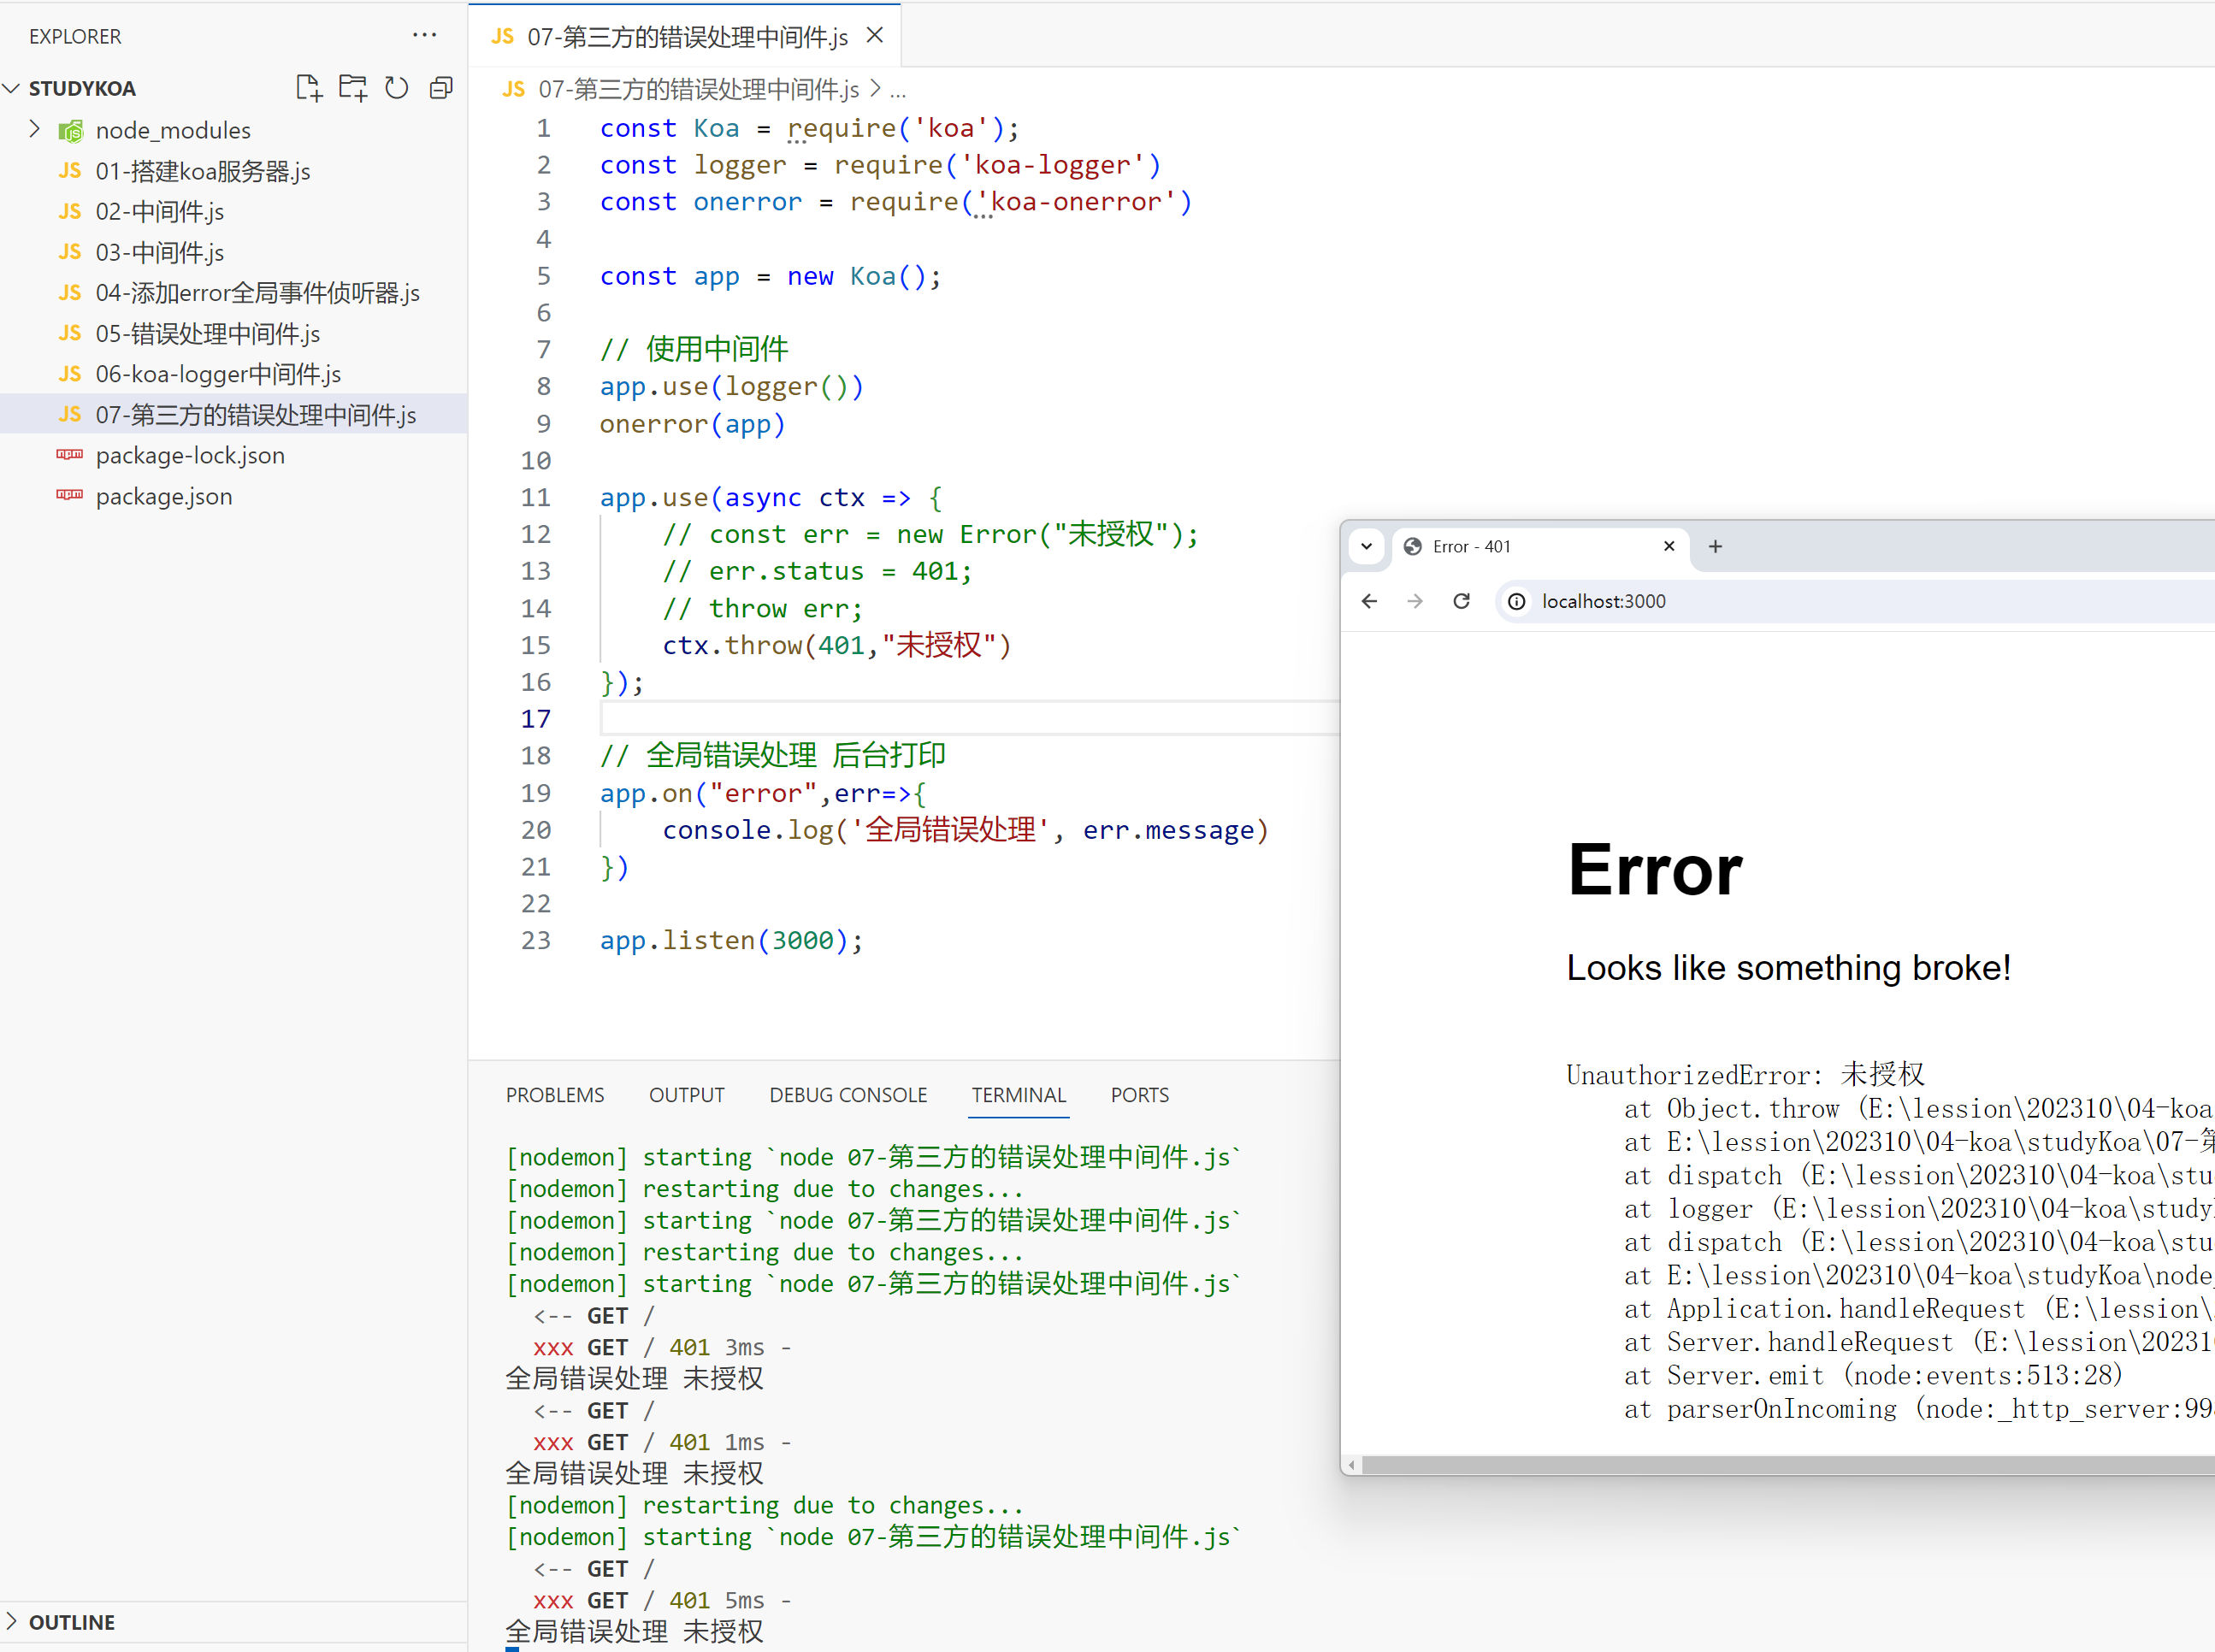 EXPLORER
STUDYKOA
node_modules
01-搭建koa服务器.js
02-中间件.js
03-中间件.js
04-添加error全局事件侦听器.js
05-错误处理中间件.js
06-koa-logger中间件.js
07-第三方的错误处理中间件.js
package-lock.json
package.json
OUTLINE
JS 07-第三方的错误处理中间件.js
JS 07-第三方的错误处理中间件.js > ...
1 const Koa = require('koa');
2 const logger = require('koa-logger')
3 const onerror = require('koa-onerror')
4
5 const app = new Koa();
6
7 // 使用中间件
8 app.use(logger())
9 onerror(app)
10
11 app.use(async ctx => {
12 // const err = new Error("未授权");
13 // err.status = 401;
14 // throw err;
15 ctx.throw(401,"未授权")
16 });
17
18 // 全局错误处理 后台打印
19 app.on("error",err=>{
20 console.log('全局错误处理', err.message)
21 })
22
23 app.listen(3000);
PROBLEMS OUTPUT DEBUG CONSOLE TERMINAL PORTS
[nodemon] starting `node 07-第三方的错误处理中间件.js`
[nodemon] restarting due to changes...
[nodemon] starting `node 07-第三方的错误处理中间件.js`
[nodemon] restarting due to changes...
[nodemon] starting `node 07-第三方的错误处理中间件.js`
<-- GET /
xxx GET / 401 3ms -
全局错误处理 未授权
<-- GET /
xxx GET / 401 1ms -
全局错误处理 未授权
[nodemon] restarting due to changes...
[nodemon] starting `node 07-第三方的错误处理中间件.js`
<-- GET /
xxx GET / 401 5ms -
全局错误处理 未授权
Error - 401
localhost:3000
Error
Looks like something broke!
UnauthorizedError: 未授权
at Object.throw (E:\lession\202310\04-koa
at E:\lession\202310\04-koa\studyKoa\07-第
at dispatch (E:\lession\202310\04-koa\stu
at logger (E:\lession\202310\04-koa\study
at dispatch (E:\lession\202310\04-koa\stu
at E:\lession\202310\04-koa\studyKoa\node
at Application.handleRequest (E:\lession\
at Server.handleRequest (E:\lession\20231
at Server.emit (node:events:513:28)
at parserOnIncoming (node:_http_server:99